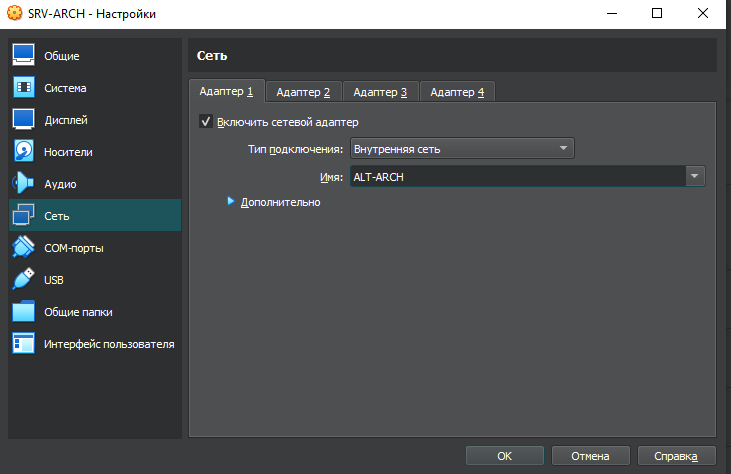 SRV-ARCH - Настройки
Общие
Система
Дисплей
Носители
Аудио
Сеть
COM-порты
USB
Общие папки
Интерфейс пользователя
Сеть
Адаптер 1 Адаптер 2 Адаптер 3 Адаптер 4
Включить сетевой адаптер
Тип подключения: Внутренняя сеть
Имя: ALT-ARCH
Дополнительно
OK Отмена Справка